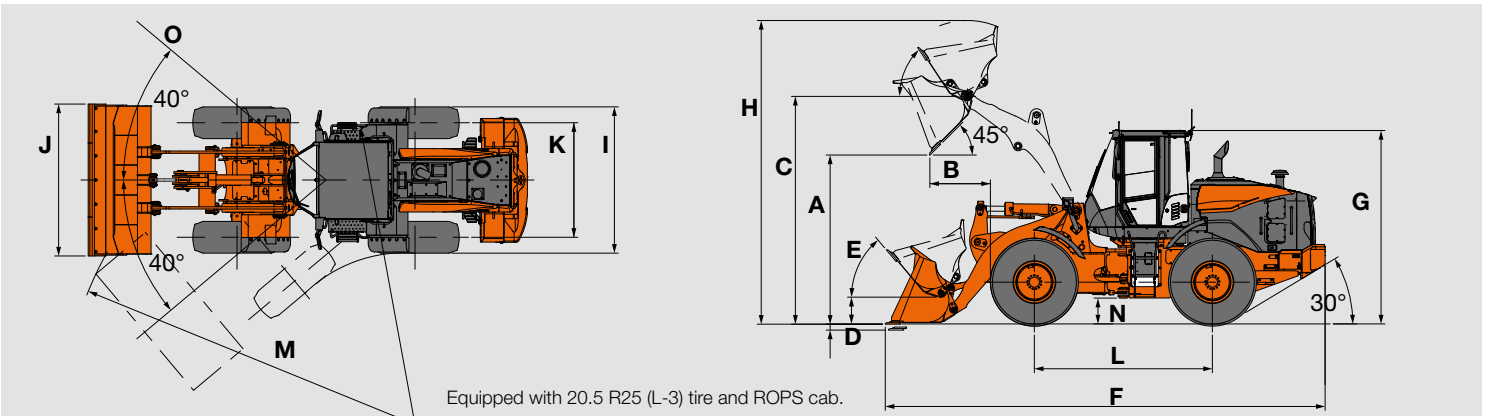 O
40°
J
K
I
40°
M
H
C
A
45°
B
E
D
G
N
30°
L
F
Equipped with 20.5 R25 (L-3) tire and ROPS cab.